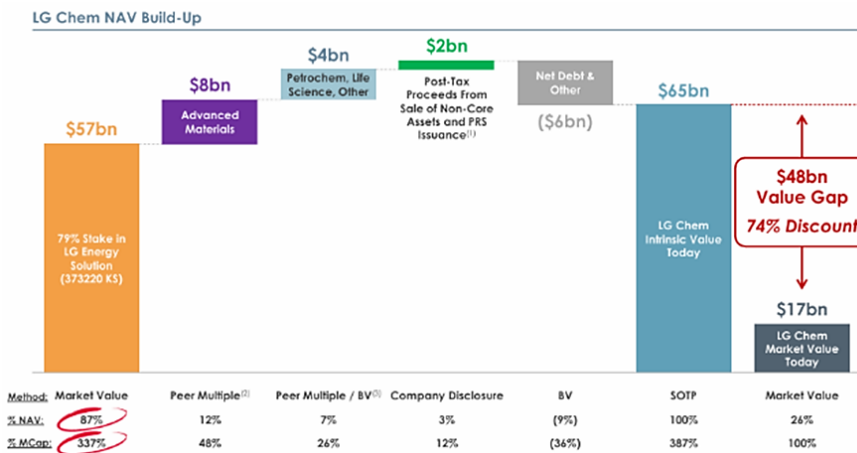 LG Chem NAV Build-Up
$57bn
79% Stake in
LG Energy
Solution
(373220 KS)
$8bn
Advanced
Materials
$4bn
Petrochem, Life
Science, Other
$2bn
Post-Tax
Proceeds From
Sale of Non-Core
Assets and PRS
Issuance(1)
Net Debt &
Other
($6bn)
$65bn
LG Chem
Intrinsic Value
Today
$48bn
Value Gap
74% Discount
$17bn
LG Chem
Market Value
Today
Method: Market Value Peer Multiple(2) Peer Multiple / BV(3) Company Disclosure BV SOTP Market Value
% NAV: 87% 12% 7% 3% (9%) 100% 26%
% MCap: 337% 48% 26% 12% (36%) 387% 100%